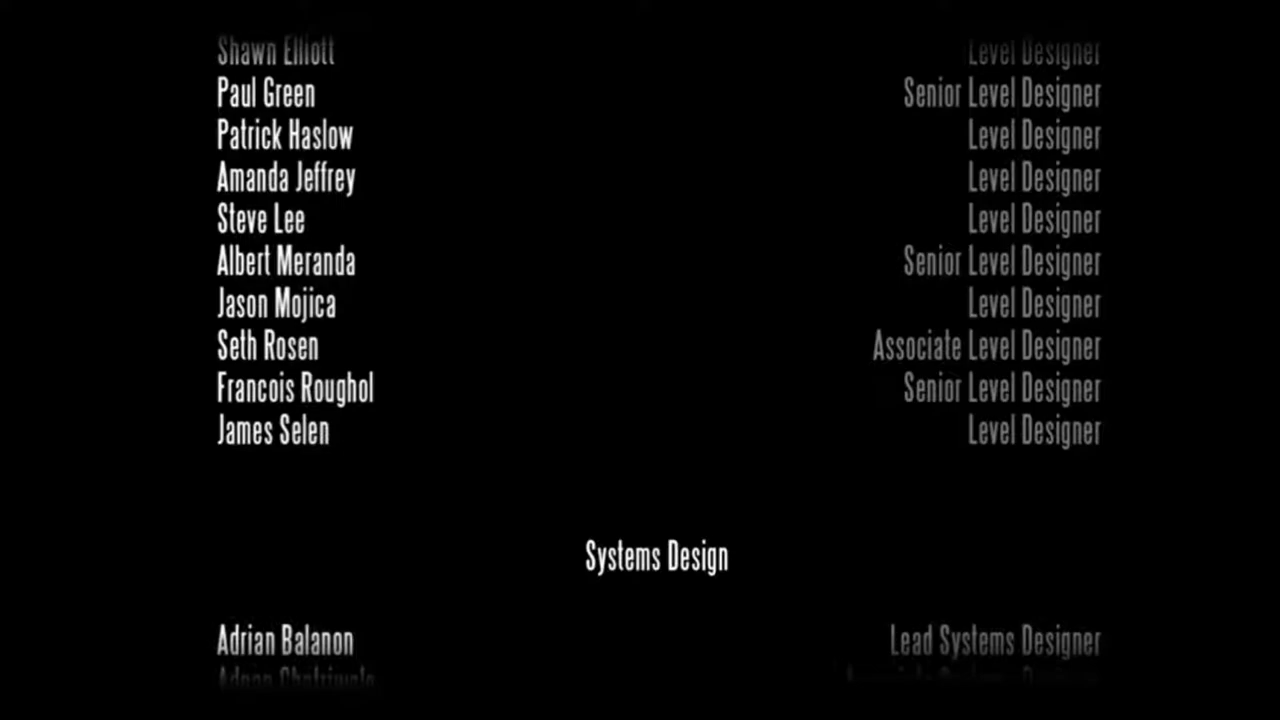 Shawn Elliott Level Designer
Paul Green Senior Level Designer
Patrick Haslow Level Designer
Amanda Jeffrey Level Designer
Steve Lee Level Designer
Albert Meranda Senior Level Designer
Jason Mojica Level Designer
Seth Rosen Associate Level Designer
Francois Roughol Senior Level Designer
James Selen Level Designer
Systems Design
Adrian Balanon Lead Systems Designer